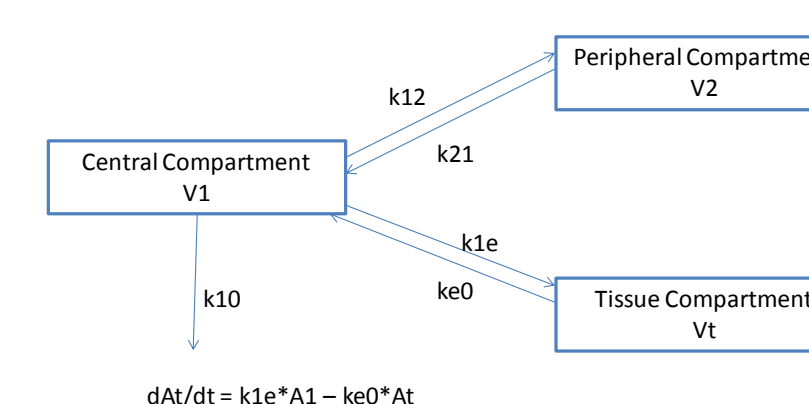 Peripheral Compartme
V2
k12
k21
Central Compartment
V1
k1e
ke0
k10
Tissue Compartment
Vt
dAt/dt = k1e*A1 – ke0*At